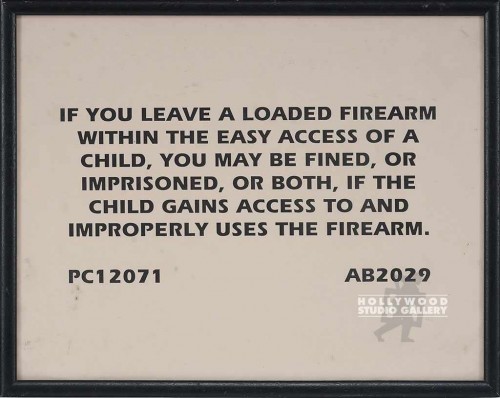 IF YOU LEAVE A LOADED FIREARM
WITHIN THE EASY ACCESS OF A
CHILD, YOU MAY BE FINED, OR
IMPRISONED, OR BOTH, IF THE
CHILD GAINS ACCESS TO AND
IMPROPERLY USES THE FIREARM.
PC12071 AB2029
HOLLYWOOD
STUDIO GALLERY